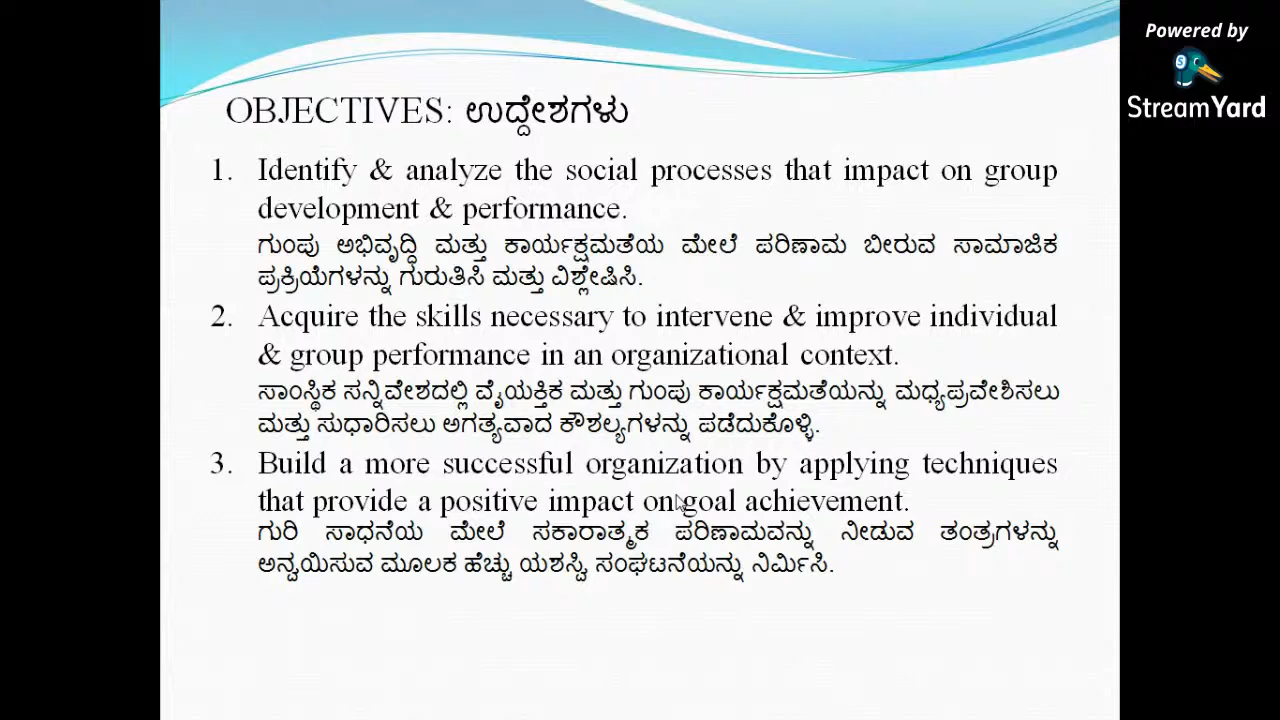 Powered by
StreamYard
OBJECTIVES: ಉದ್ದೇಶಗಳು
1. Identify & analyze the social processes that impact on group
development & performance.
ಗುಂಪು ಅಭಿವೃದ್ಧಿ ಮತ್ತು ಕಾರ್ಯಕ್ಷಮತೆಯ ಮೇಲೆ ಪರಿಣಾಮ ಬೀರುವ ಸಾಮಾಜಿಕ
ಪ್ರಕ್ರಿಯೆಗಳನ್ನು ಗುರುತಿಸಿ ಮತ್ತು ವಿಶ್ಲೇಷಿಸಿ.
2. Acquire the skills necessary to intervene & improve individual
& group performance in an organizational context.
ಸಾಂಸ್ಥಿಕ ಸನ್ನಿವೇಶದಲ್ಲಿ ವೈಯಕ್ತಿಕ ಮತ್ತು ಗುಂಪು ಕಾರ್ಯಕ್ಷಮತೆಯನ್ನು ಮಧ್ಯಪ್ರವೇಶಿಸಲು
ಮತ್ತು ಸುಧಾರಿಸಲು ಅಗತ್ಯವಾದ ಕೌಶಲ್ಯಗಳನ್ನು ಪಡೆದುಕೊಳ್ಳಿ.
3. Build a more successful organization by applying techniques
that provide a positive impact on goal achievement.
ಗುರಿ ಸಾಧನೆಯ ಮೇಲೆ ಸಕಾರಾತ್ಮಕ ಪರಿಣಾಮವನ್ನು ನೀಡುವ ತಂತ್ರಗಳನ್ನು
ಅನ್ವಯಿಸುವ ಮೂಲಕ ಹೆಚ್ಚು ಯಶಸ್ವಿ ಸಂಘಟನೆಯನ್ನು ನಿರ್ಮಿಸಿ.